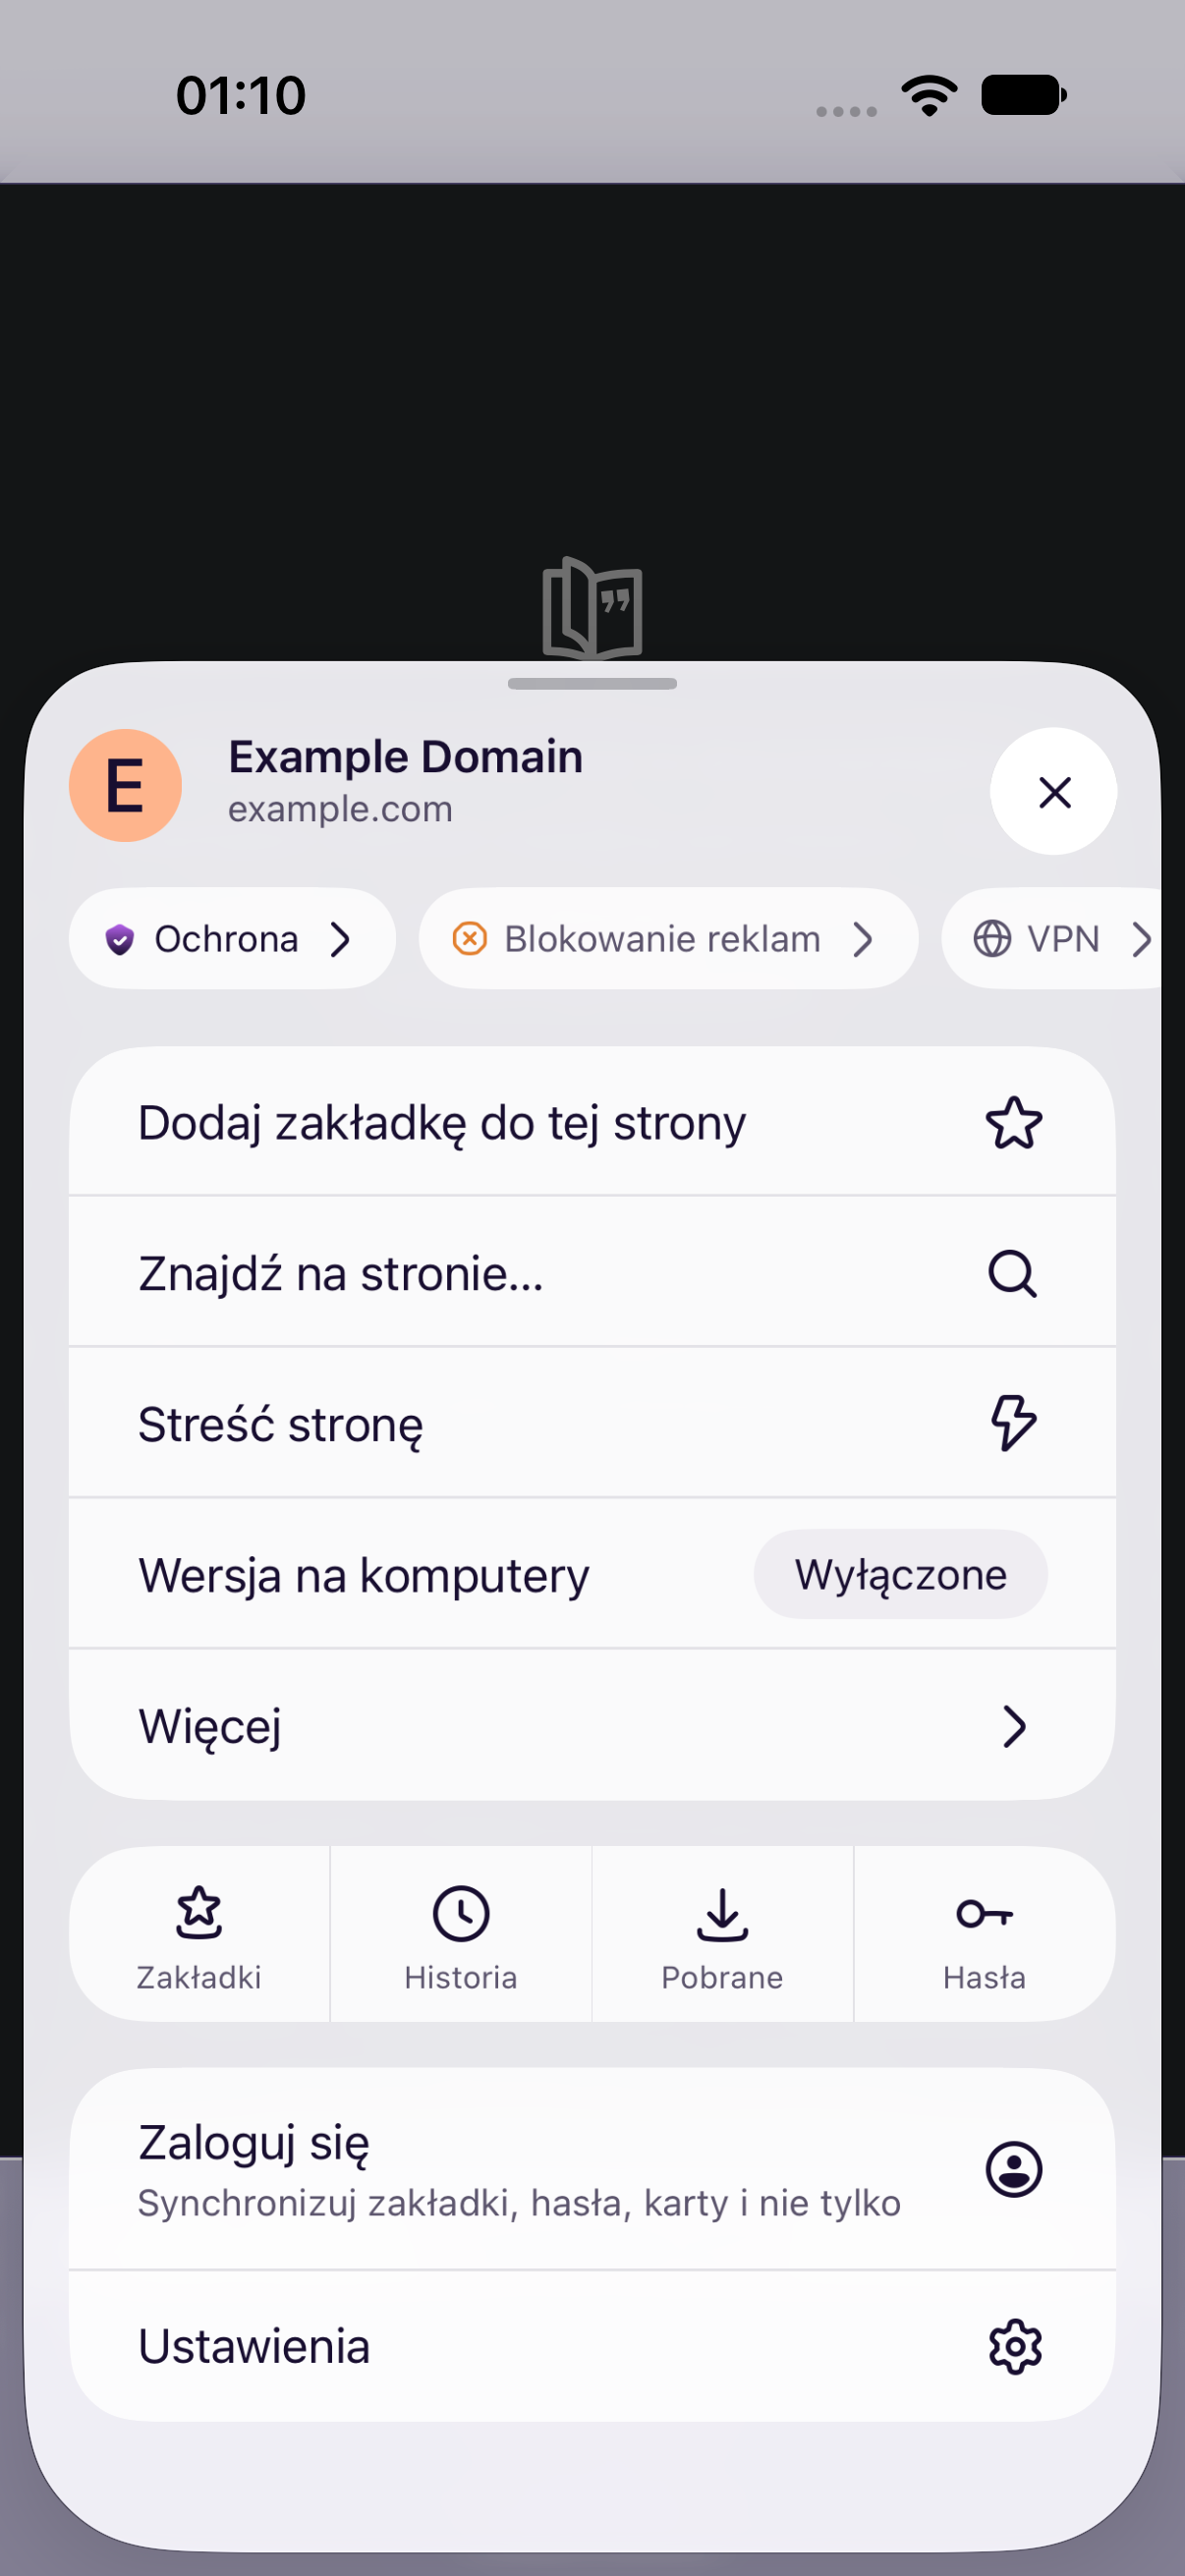 01:10
E
Example Domain
example.com
Ochrona
Blokowanie reklam
VPN
Dodaj zakładkę do tej strony
Znajdź na stronie...
Streść stronę
Wersja na komputery
Wyłączone
Więcej
Zakładki
Historia
Pobrane
Hasła
Zaloguj się
Synchronizuj zakładki, hasła, karty i nie tylko
Ustawienia